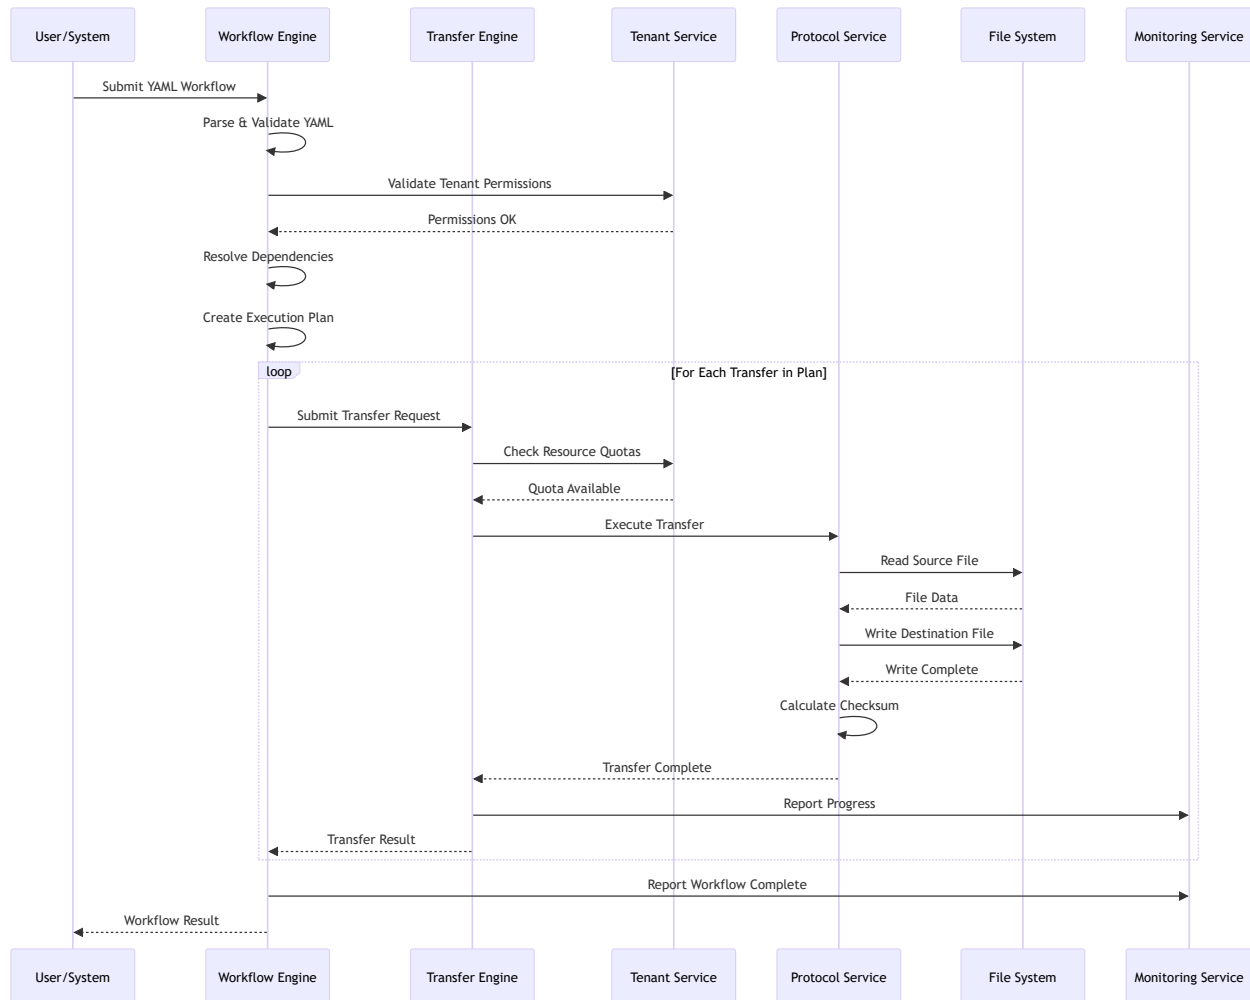 User/System
Workflow Engine
Transfer Engine
Tenant Service
Protocol Service
File System
Monitoring Service
Submit YAML Workflow
Parse & Validate YAML
Validate Tenant Permissions
Permissions OK
Resolve Dependencies
Create Execution Plan
loop
[For Each Transfer in Plan]
Submit Transfer Request
Check Resource Quotas
Quota Available
Execute Transfer
Read Source File
File Data
Write Destination File
Write Complete
Calculate Checksum
Transfer Complete
Report Progress
Transfer Result
Report Workflow Complete
Workflow Result
User/System
Workflow Engine
Transfer Engine
Tenant Service
Protocol Service
File System
Monitoring Service